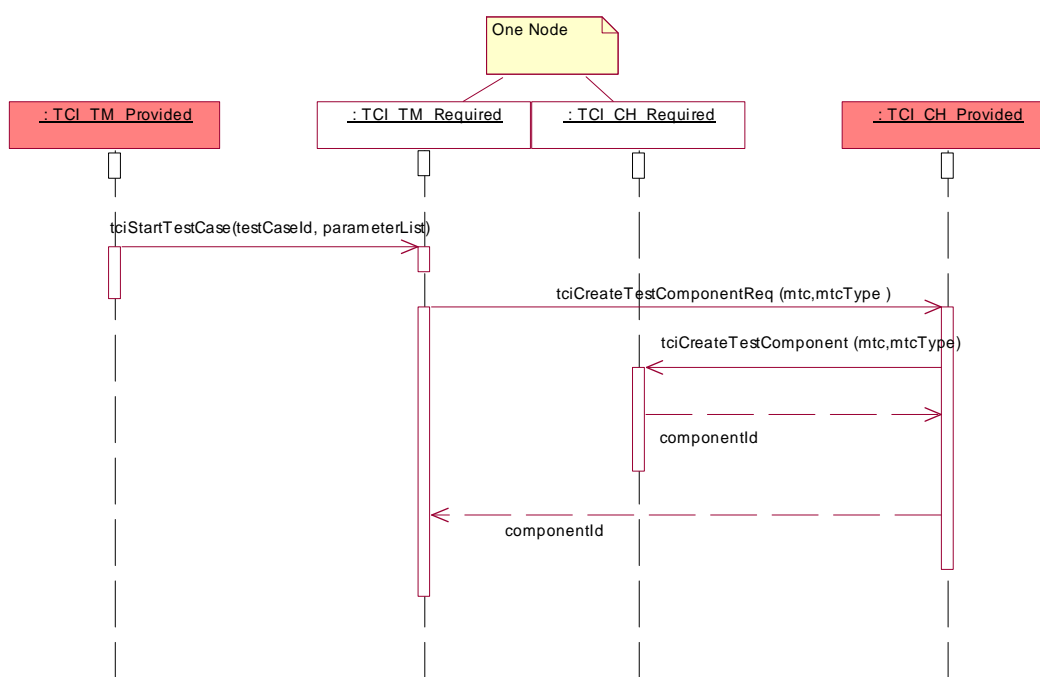 One Node
: TCI_TM_Provided
: TCI_TM_Required
: TCI_CH_Required
: TCI_CH_Provided
tciStartTestCase(testCaseId, parameterList)
tciCreateTestComponentReq (mtc,mtcType )
tciCreateTestComponent (mtc,mtcType)
componentId
componentId